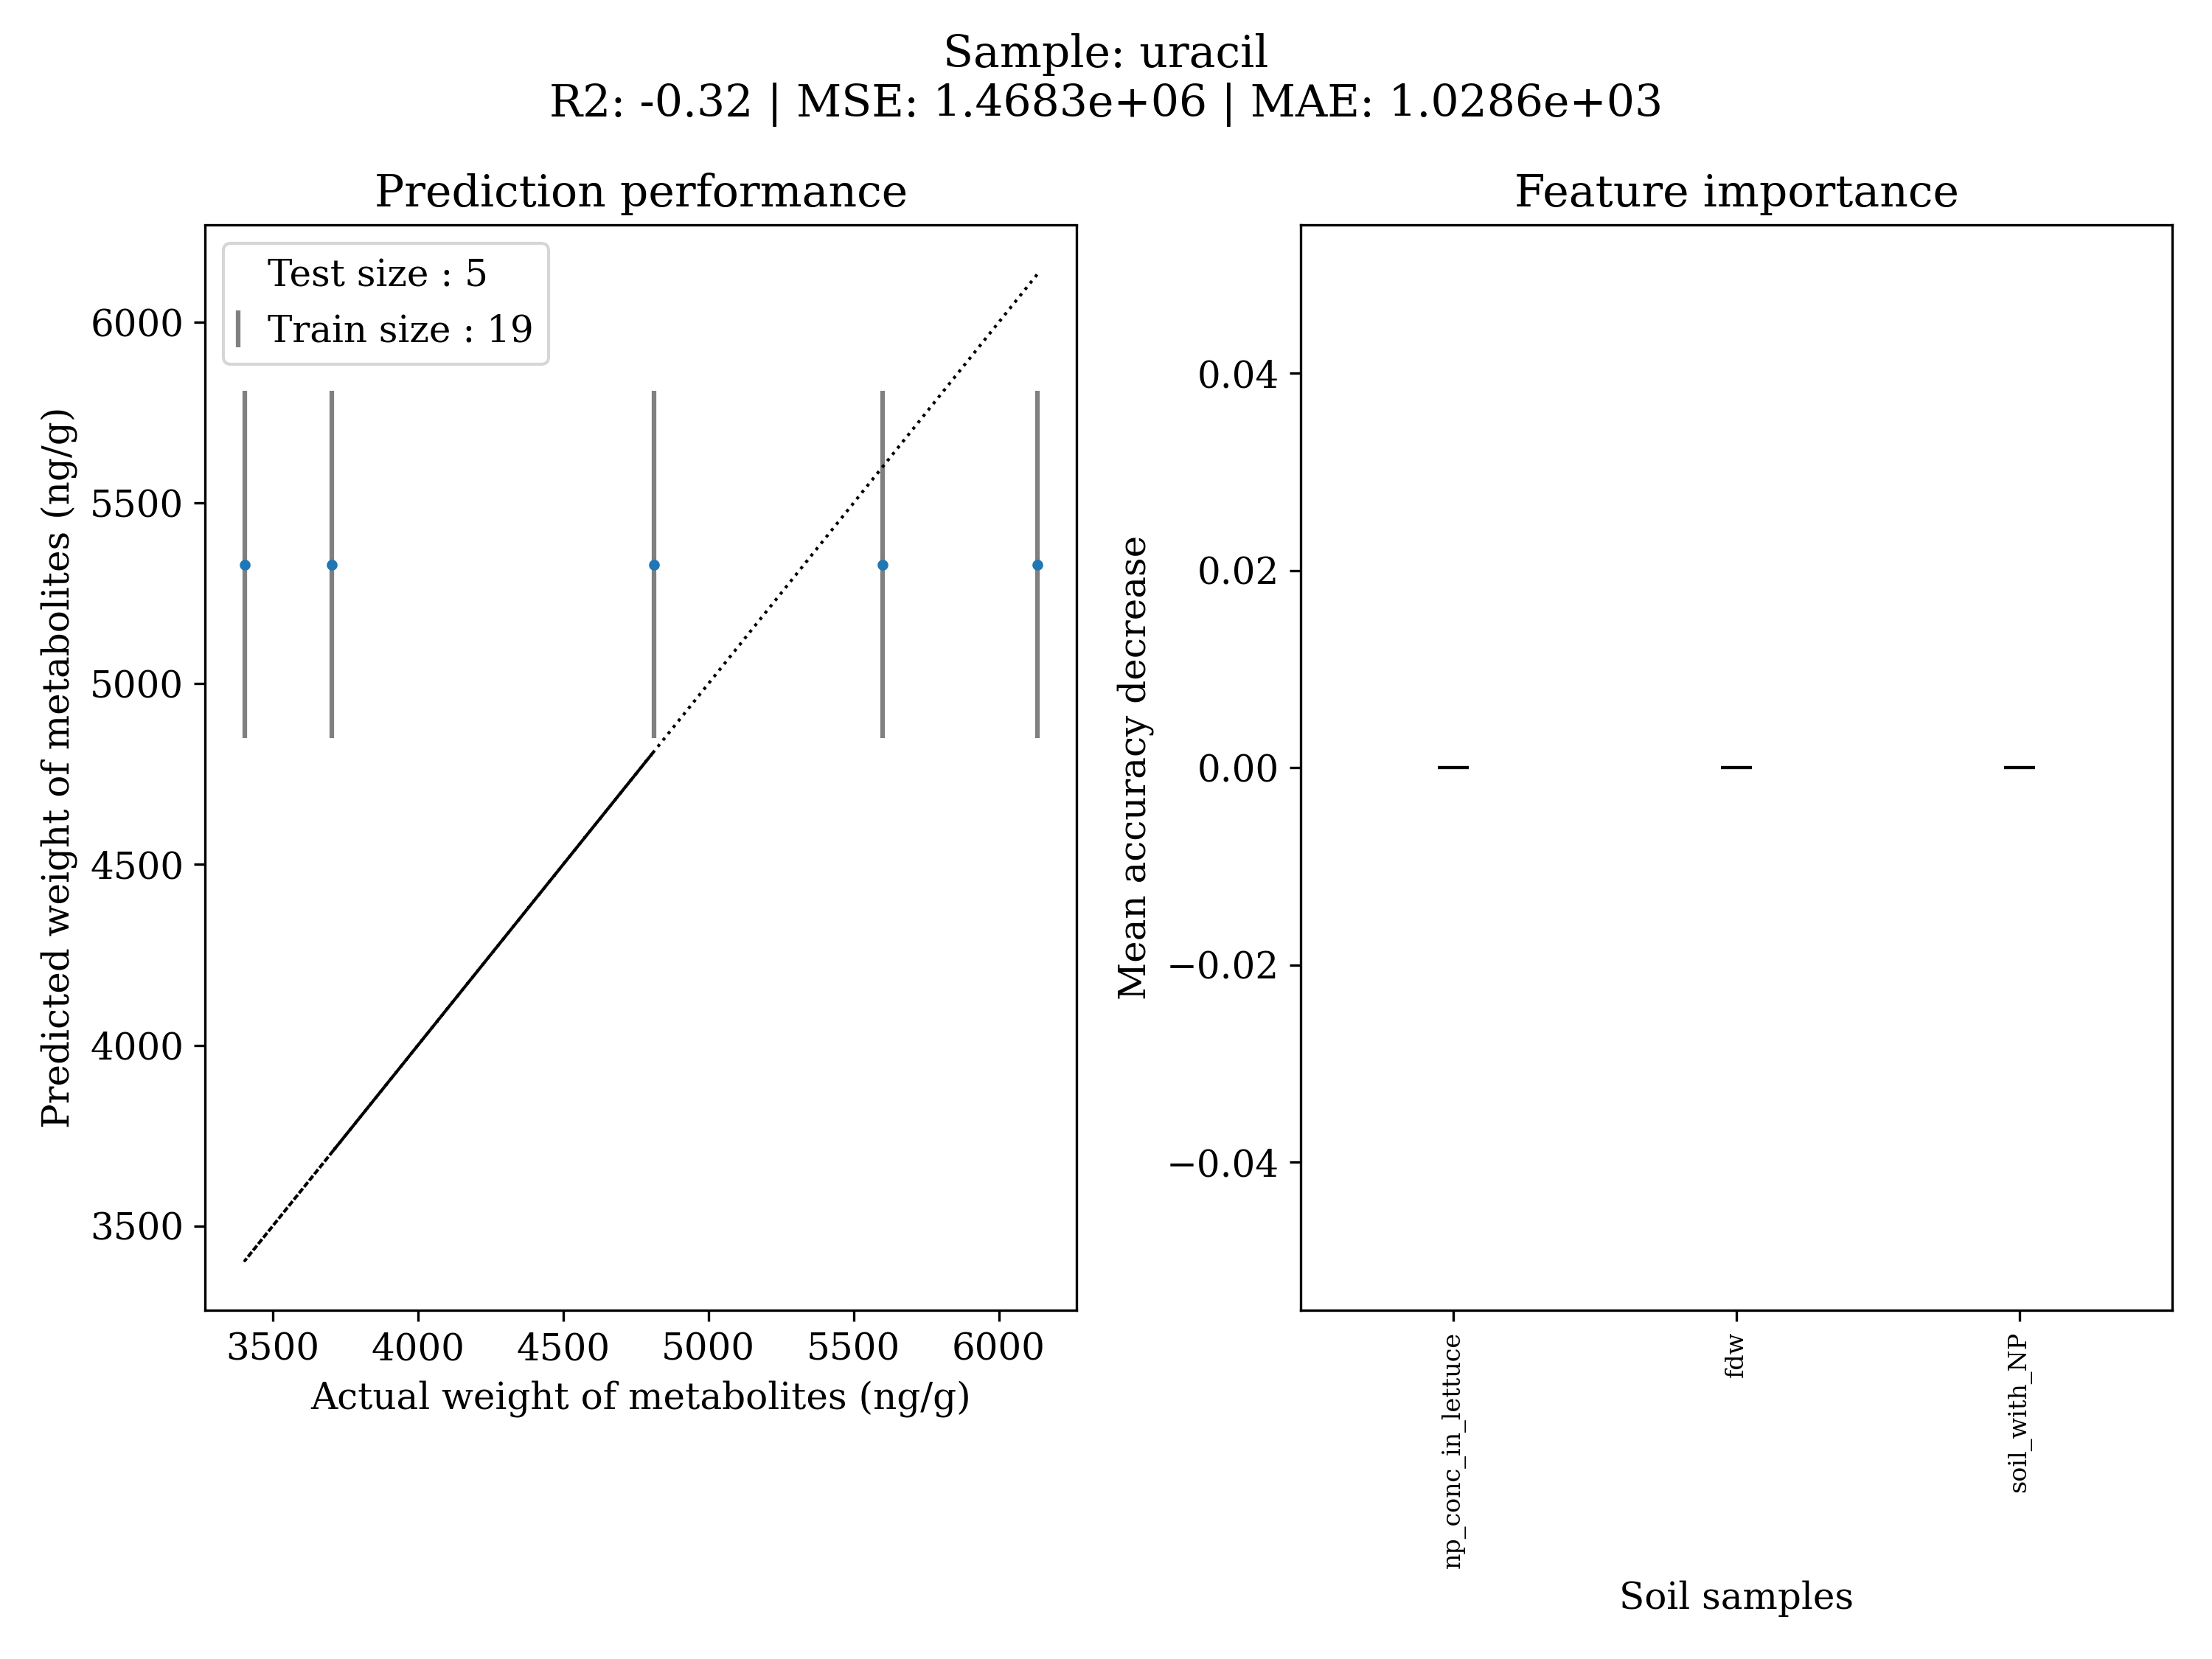 Sample: uracil
R2: -0.32 | MSE: 1.4683e+06 | MAE: 1.0286e+03
Prediction performance
Test size : 5
Train size : 19
6000
5500
5000
4500
4000
3500
Predicted weight of metabolites (ng/g)
3500 4000 4500 5000 5500 6000
Actual weight of metabolites (ng/g)
Feature importance
0.04
0.02
0.00
−0.02
−0.04
Mean accuracy decrease
np_conc_in_lettuce
fdw
soil_with_NP
Soil samples